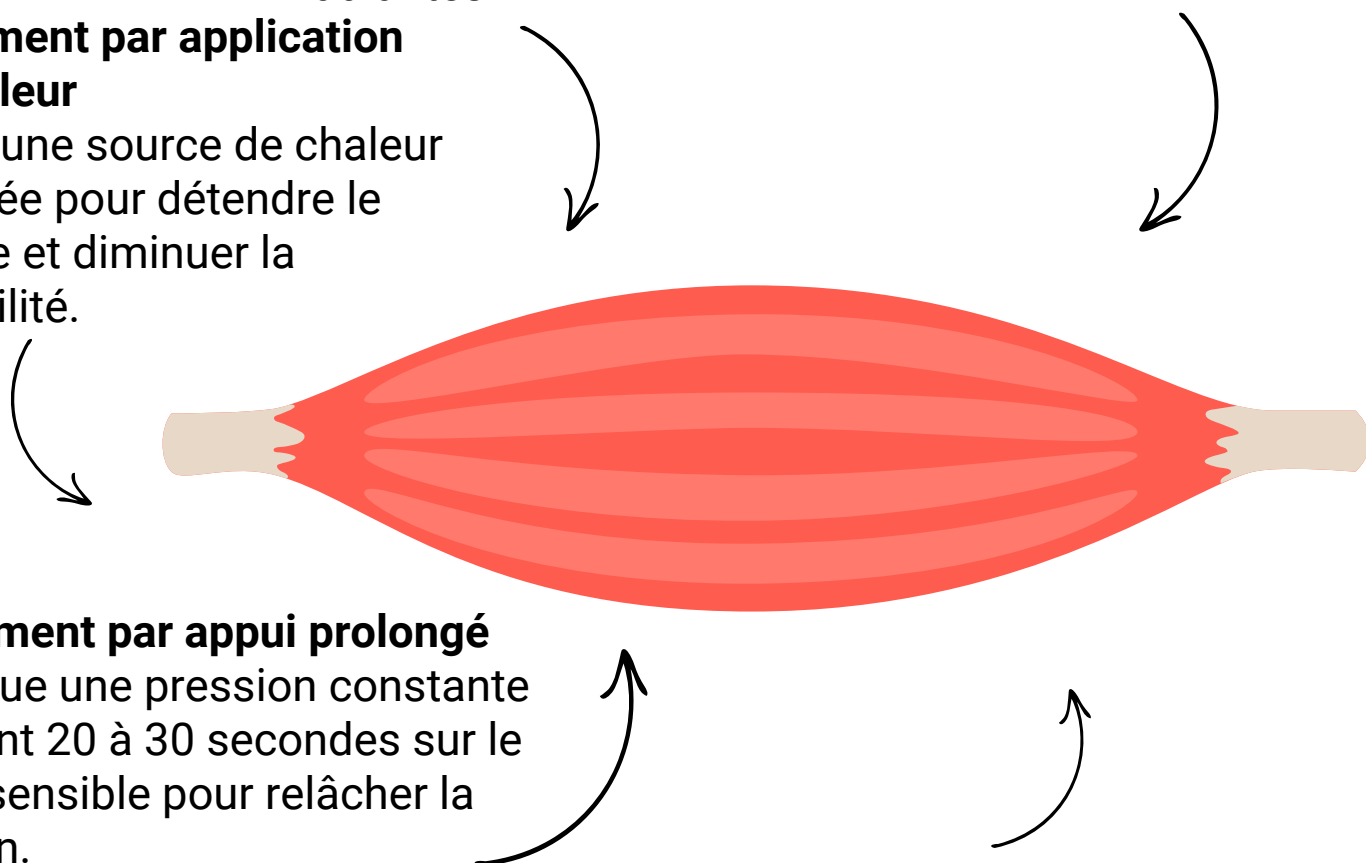 ment par application
leur
une source de chaleur
ée pour détendre le
e et diminuer la
ilité.
ment par appui prolongé
ue une pression constante
nt 20 à 30 secondes sur le
sensible pour relâcher la
n.